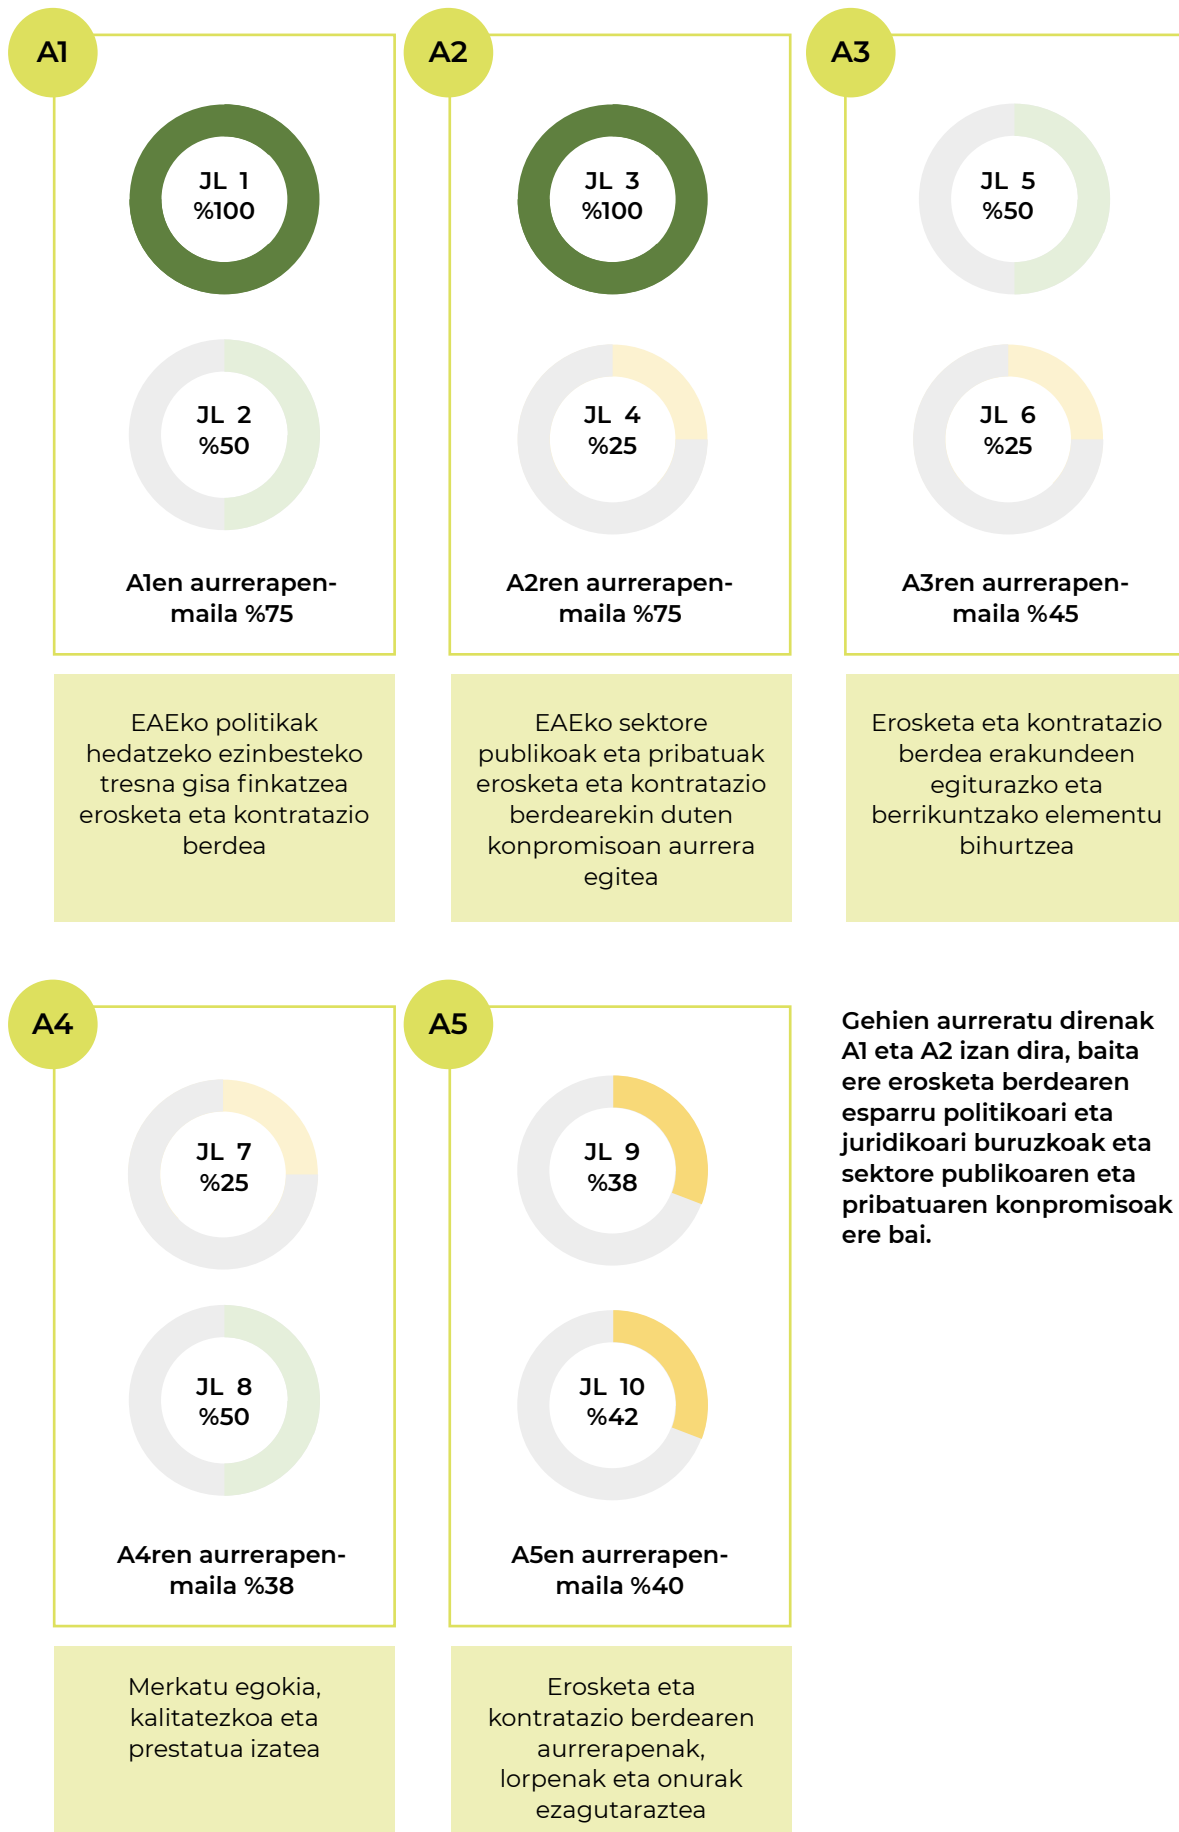 A1
JL 1
%100
JL 2
%50
A1en aurrerapen-
maila %75
EAEko politikak
hedatzeko ezinbesteko
tresna gisa finkatzea
erosketa eta kontratazio
berdea
A2
JL 3
%100
JL 4
%25
A2ren aurrerapen-
maila %75
EAEko sektore
publikoak eta pribatuak
erosketa eta kontratazio
berdearekin duten
konpromisoan aurrera
egitea
A3
JL 5
%50
JL 6
%25
A3ren aurrerapen-
maila %45
Erosketa eta kontratazio
berdea erakundeen
egiturazko eta
berrikuntzako elementu
bihurtzea
A4
JL 7
%25
JL 8
%50
A4ren aurrerapen-
maila %38
Merkatu egokia,
kalitatezkoa eta
prestatua izatea
A5
JL 9
%38
JL 10
%42
A5en aurrerapen-
maila %40
Erosketa eta
kontratazio berdearen
aurrerapenak,
lorpenak eta onurak
ezagutaraztea
Gehien aurreratu direnak
A1 eta A2 izan dira, baita
ere erosketa berdearen
esparru politikoari eta
juridikoari buruzkoak eta
sektore publikoaren eta
pribatuaren konpromisoak
ere bai.